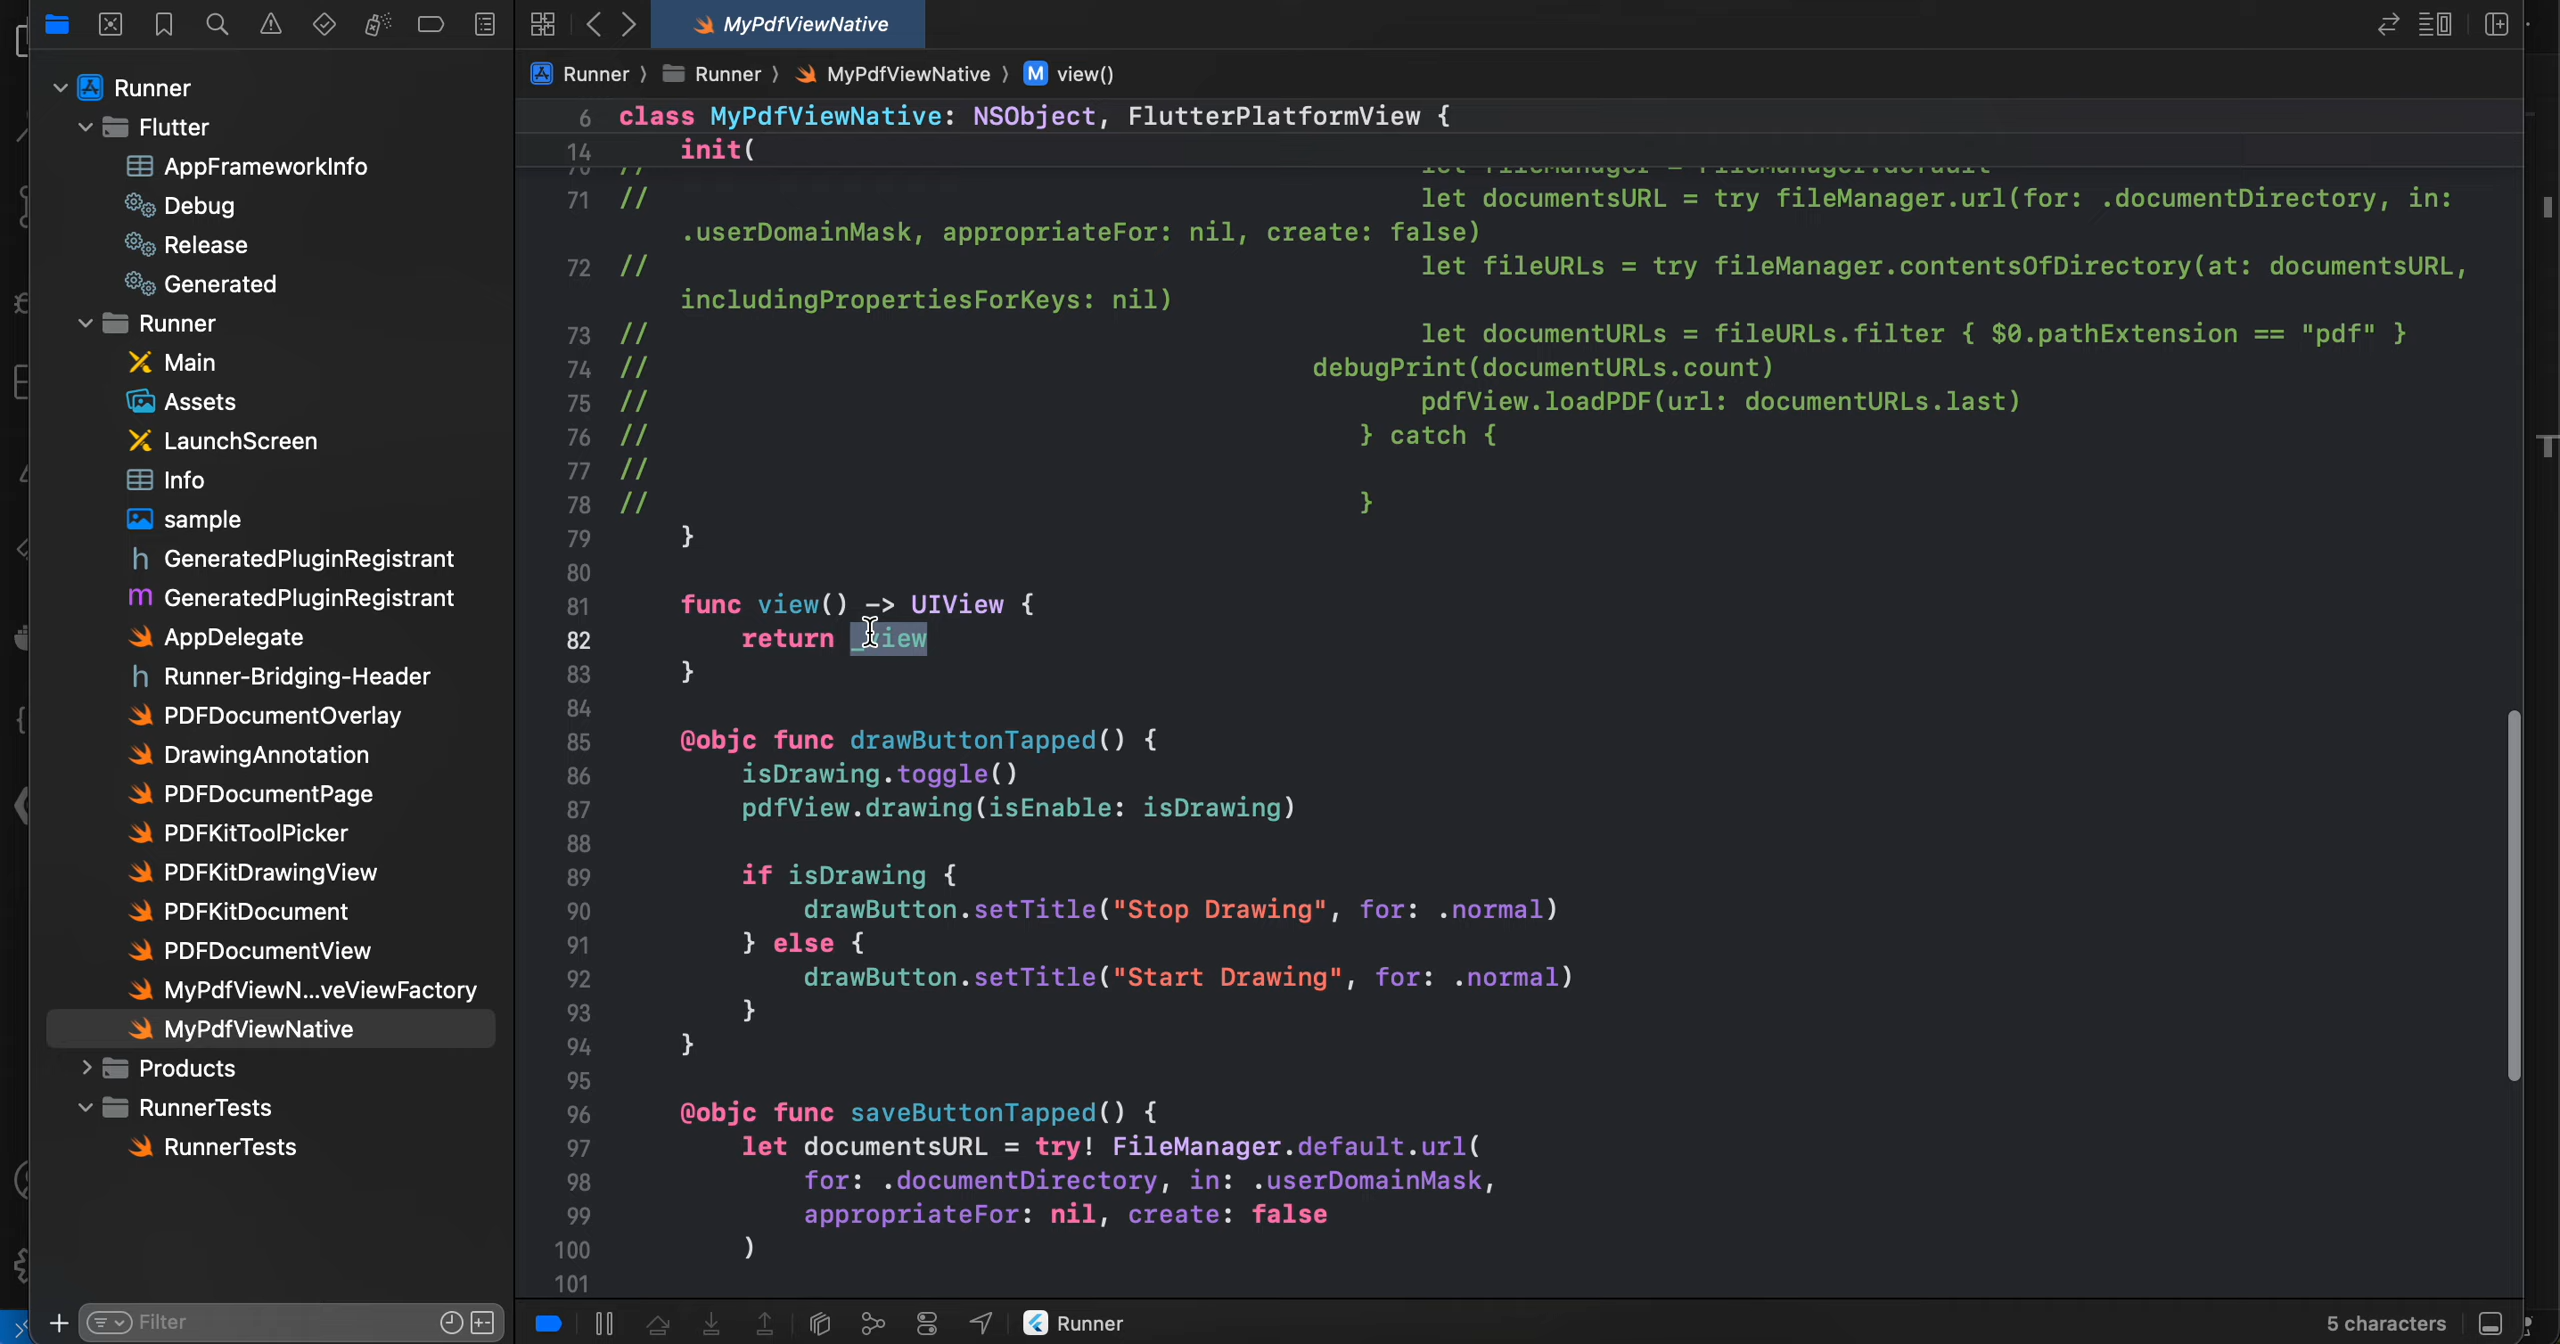 MyPdfViewNative
Runner
Flutter
AppFrameworkInfo
Debug
Release
Generated
Runner
Main
Assets
LaunchScreen
Info
sample
h GeneratedPluginRegistrant
m GeneratedPluginRegistrant
AppDelegate
h Runner-Bridging-Header
PDFDocumentOverlay
DrawingAnnotation
PDFDocumentPage
PDFKitToolPicker
PDFKitDrawingView
PDFKitDocument
PDFDocumentView
MyPdfViewN...veViewFactory
MyPdfViewNative
Products
RunnerTests
RunnerTests
Filter
Runner 〉 Runner 〉 MyPdfViewNative 〉 M view()
6 class MyPdfViewNative: NSObject, FlutterPlatformView {
14 init(
70 // let fileManager = FileManager.default
71 // let documentsURL = try fileManager.url(for: .documentDirectory, in:
.userDomainMask, appropriateFor: nil, create: false)
72 // let fileURLs = try fileManager.contentsOfDirectory(at: documentsURL,
includingPropertiesForKeys: nil)
73 // let documentURLs = fileURLs.filter { $0.pathExtension == "pdf" }
74 // debugPrint(documentURLs.count)
75 // pdfView.loadPDF(url: documentURLs.last)
76 // } catch {
77 //
78 // }
79 }
80
81 func view() -> UIView {
82 return _view
83 }
84
85 @objc func drawButtonTapped() {
86 isDrawing.toggle()
87 pdfView.drawing(isEnable: isDrawing)
88
89 if isDrawing {
90 drawButton.setTitle("Stop Drawing", for: .normal)
91 } else {
92 drawButton.setTitle("Start Drawing", for: .normal)
93 }
94 }
95
96 @objc func saveButtonTapped() {
97 let documentsURL = try! FileManager.default.url(
98 for: .documentDirectory, in: .userDomainMask,
99 appropriateFor: nil, create: false
100 )
101
Runner
5 characters